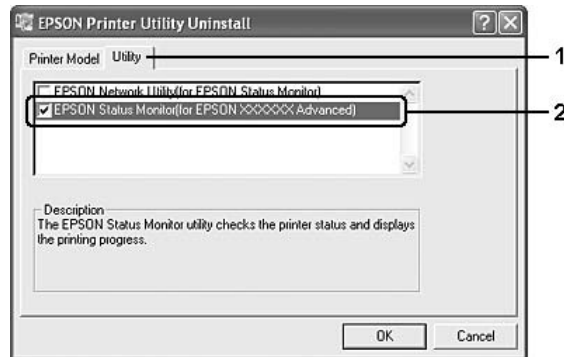 EPSON Printer Utility Uninstall
Printer Model Utility 1
EPSON Network Utility(for EPSON Status Monitor)
EPSON Status Monitor(for EPSON XXXXXX Advanced) 2
Description
The EPSON Status Monitor utility checks the printer status and displays
the printing progress.
OK Cancel